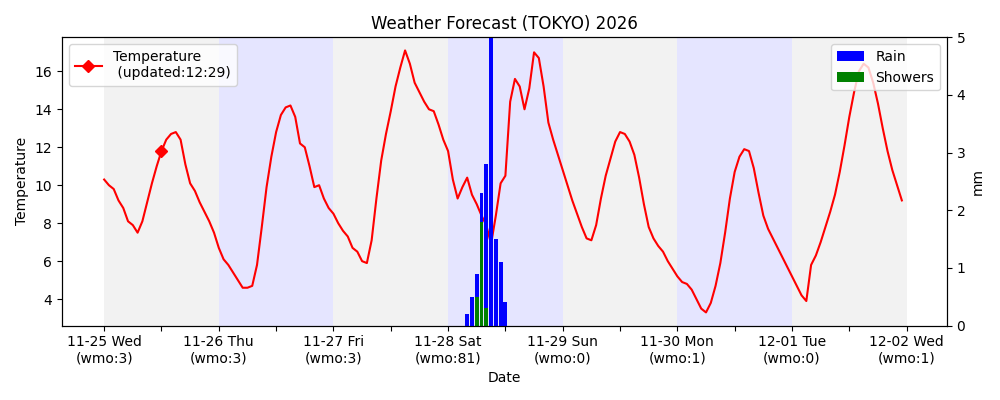 Weather Forecast (TOKYO) 2026
Temperature
(updated:12:29)
Rain
Showers
Temperature
16
14
12
10
8
6
4
5
4
3
2
1
0
mm
11-25 Wed
(wmo:3)
11-26 Thu
(wmo:3)
11-27 Fri
(wmo:3)
11-28 Sat
(wmo:81)
11-29 Sun
(wmo:0)
11-30 Mon
(wmo:1)
12-01 Tue
(wmo:0)
12-02 Wed
(wmo:1)
Date